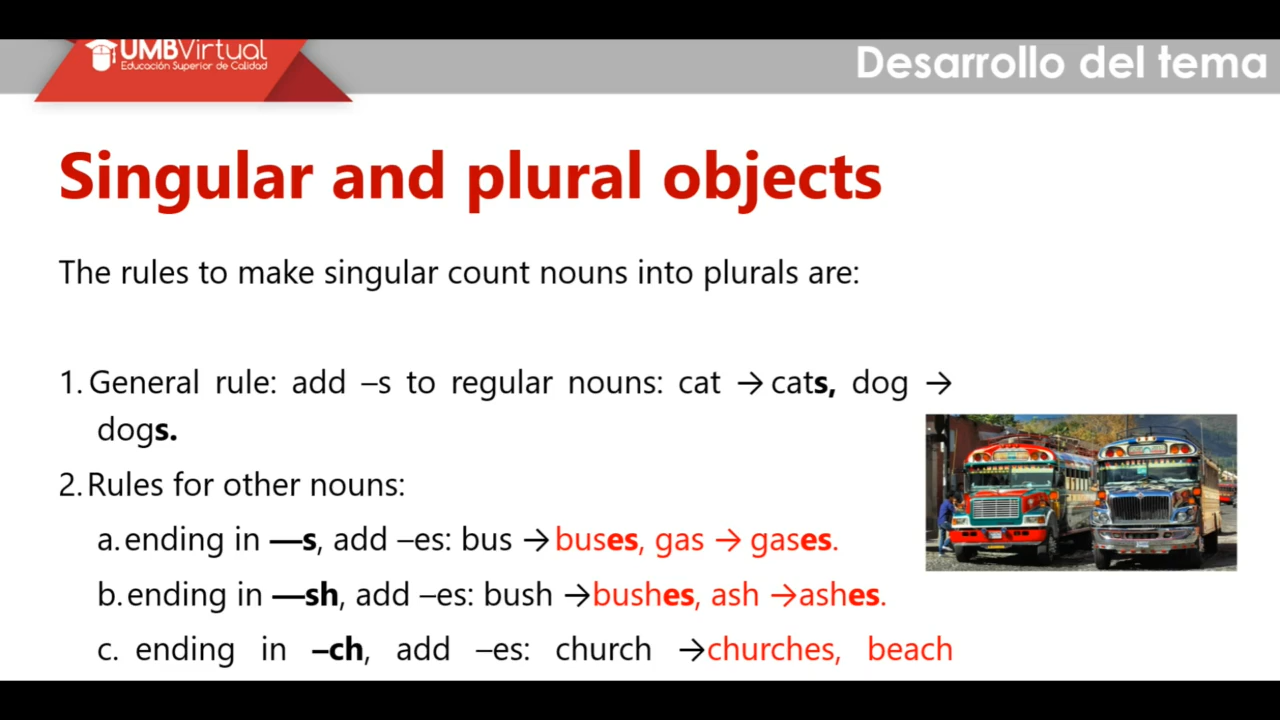 UMBVirtual
Educación Superior de Calidad
Desarrollo del tema
Singular and plural objects
The rules to make singular count nouns into plurals are:
1. General rule: add –s to regular nouns: cat → cats, dog →
dogs.
2. Rules for other nouns:
a. ending in —s, add –es: bus → buses, gas → gases.
b. ending in —sh, add –es: bush → bushes, ash → ashes.
c. ending in –ch, add –es: church → churches, beach